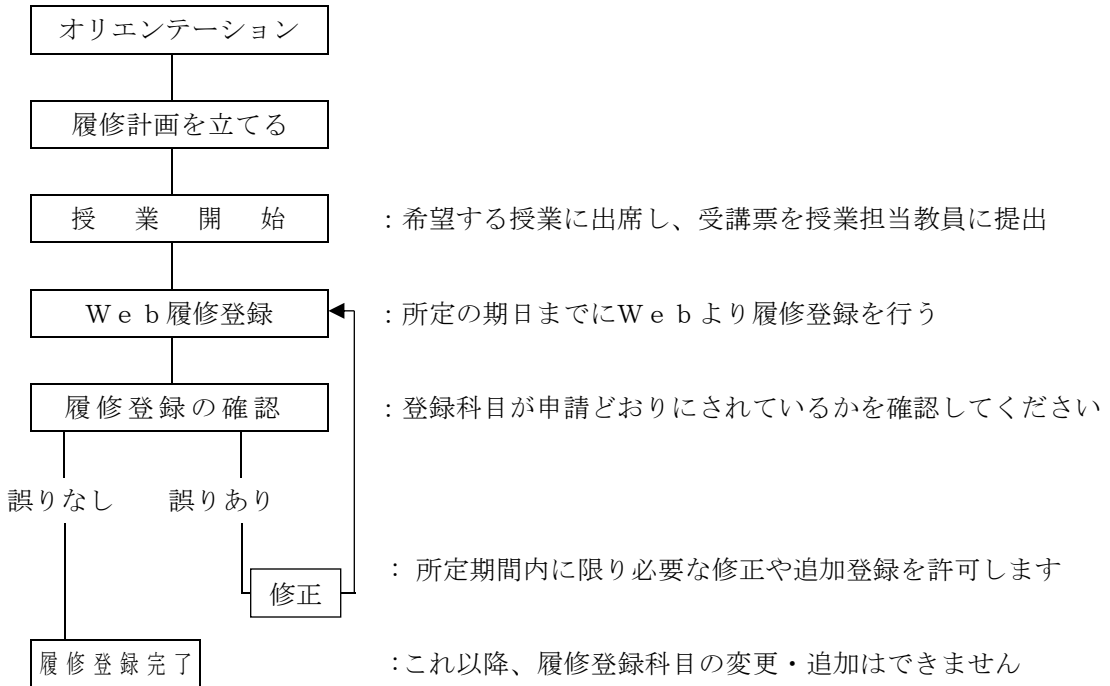 オリエンテーション
履修計画を立てる
授　業　開　始　：希望する授業に出席し、受講票を授業担当教員に提出
Ｗｅｂ履修登録　：所定の期日までにＷｅｂより履修登録を行う
履修登録の確認　：登録科目が申請どおりにされているかを確認してください
誤りなし　誤りあり
修正　： 所定期間内に限り必要な修正や追加登録を許可します
履修登録完了　：これ以降、履修登録科目の変更・追加はできません